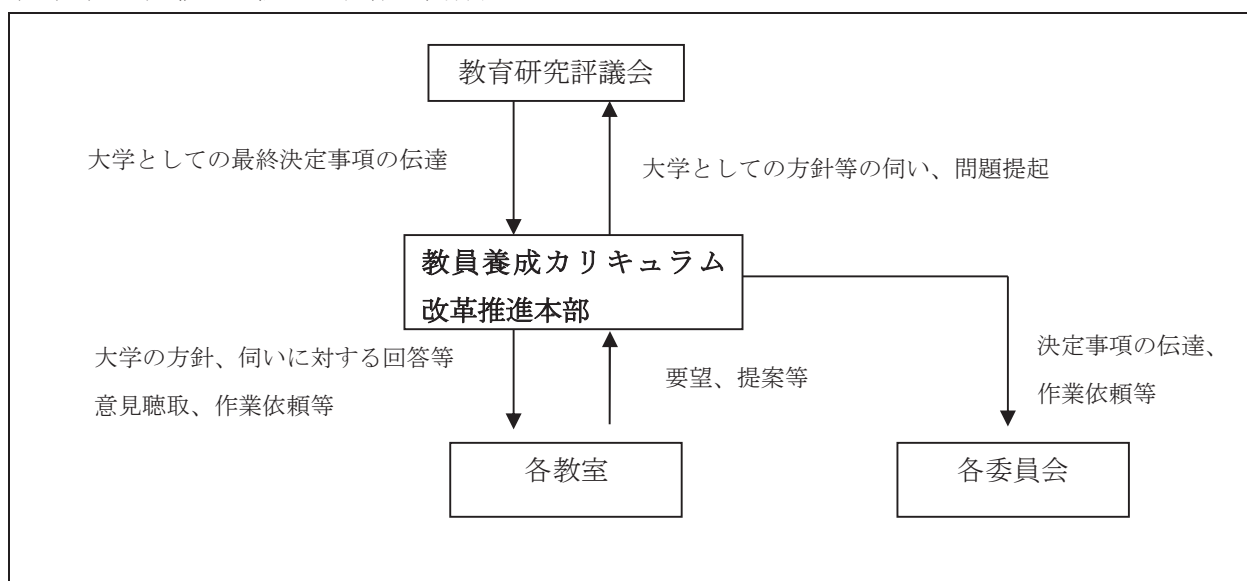 教育研究評議会
大学としての最終決定事項の伝達
大学としての方針等の伺い、問題提起
教員養成カリキュラム
改革推進本部
大学の方針、伺いに対する回答等
意見聴取、作業依頼等
要望、提案等
決定事項の伝達、
作業依頼等
各教室
各委員会